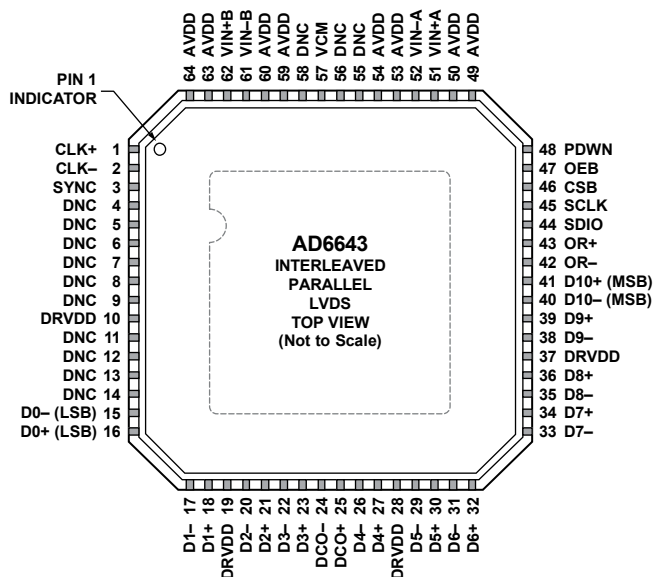 64 AVDD
63 AVDD
62 VIN+B
61 VIN–B
60 AVDD
59 AVDD
58 DNC
57 VCM
56 DNC
55 DNC
54 AVDD
53 AVDD
52 VIN–A
51 VIN+A
50 AVDD
49 AVDD
PIN 1
INDICATOR
CLK+ 1
CLK– 2
SYNC 3
DNC 4
DNC 5
DNC 6
DNC 7
DNC 8
DNC 9
DRVDD 10
DNC 11
DNC 12
DNC 13
DNC 14
D0– (LSB) 15
D0+ (LSB) 16
AD6643
INTERLEAVED
PARALLEL
LVDS
TOP VIEW
(Not to Scale)
48 PDWN
47 OEB
46 CSB
45 SCLK
44 SDIO
43 OR+
42 OR–
41 D10+ (MSB)
40 D10– (MSB)
39 D9+
38 D9–
37 DRVDD
36 D8+
35 D8–
34 D7+
33 D7–
D1– 17
D1+ 18
DRVDD 19
D2– 20
D2+ 21
D3– 22
D3+ 23
DCO– 24
DCO+ 25
D4– 26
D4+ 27
DRVDD 28
D5– 29
D5+ 30
D6– 31
D6+ 32